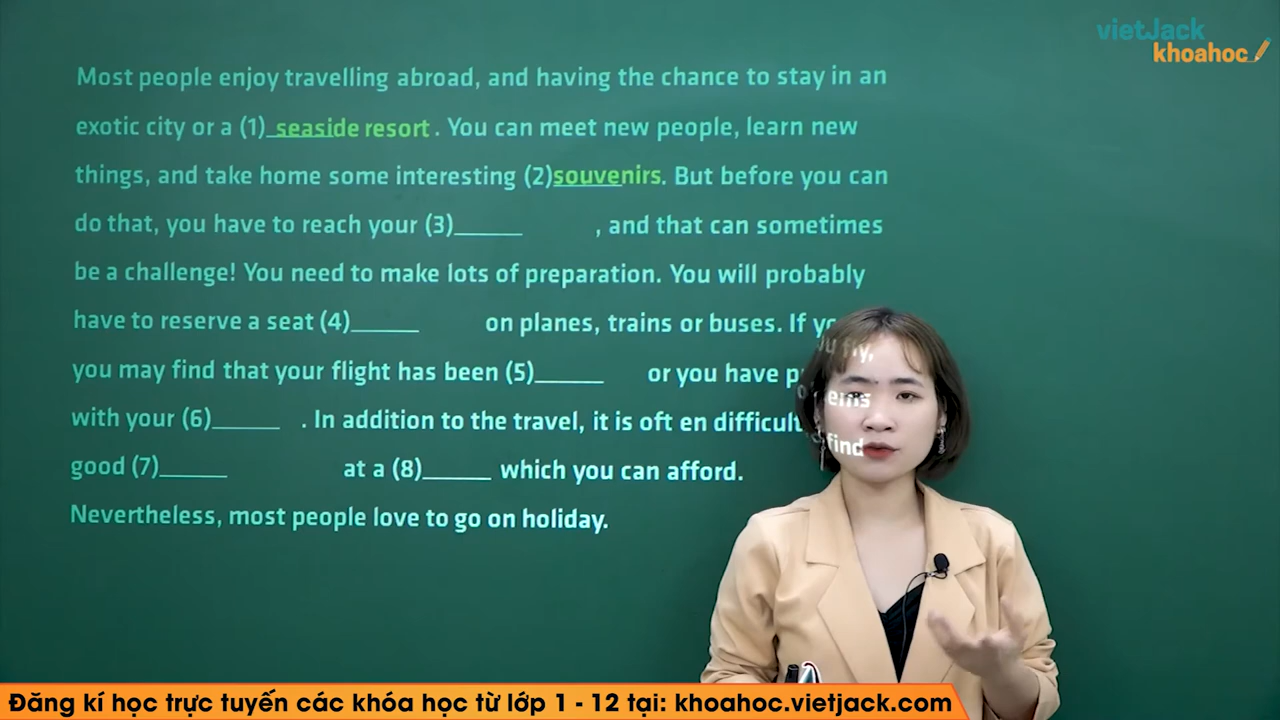 vietJack
khoahoc
Most people enjoy travelling abroad, and having the chance to stay in an
exotic city or a (1) seaside resort . You can meet new people, learn new
things, and take home some interesting (2)souvenirs. But before you can
do that, you have to reach your (3)______ , and that can sometimes
be a challenge! You need to make lots of preparation. You will probably
have to reserve a seat (4)______ on planes, trains or buses. If you fly,
you may find that your flight has been (5)______ or you have
with your (6)______ . In addition to the travel, it is oft en difficult find
good (7)______ at a (8)______ which you can afford.
Nevertheless, most people love to go on holiday.
Đăng kí học trực tuyến các khóa học từ lớp 1 - 12 tại: khoahoc.vietjack.com